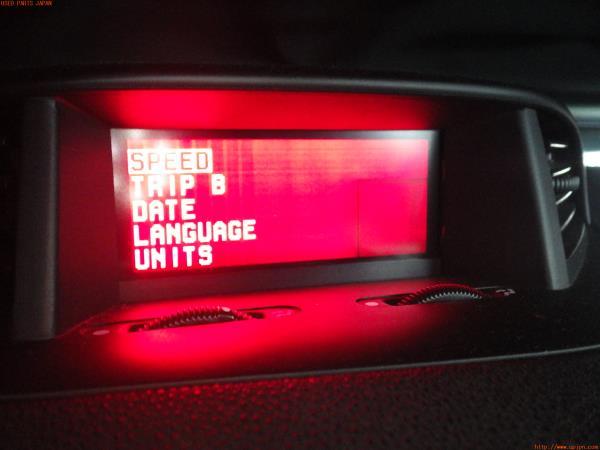 USED PARTS JAPAN
SPEED
TRIP B
DATE
LANGUAGE
UNITS